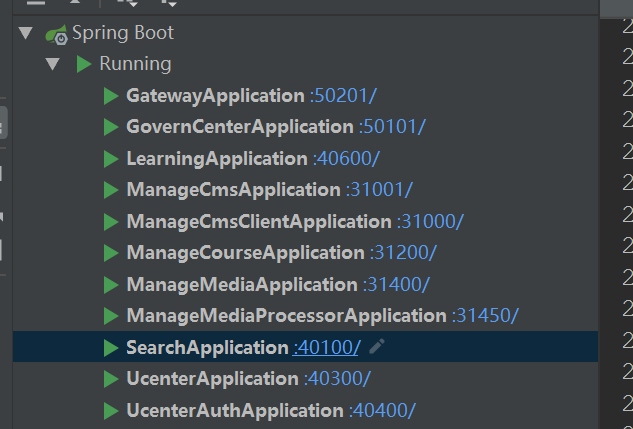 Spring Boot
Running
GatewayApplication :50201/
GovernCenterApplication :50101/
LearningApplication :40600/
ManageCmsApplication :31001/
ManageCmsClientApplication :31000/
ManageCourseApplication :31200/
ManageMediaApplication :31400/
ManageMediaProcessorApplication :31450/
SearchApplication :40100/
UcenterApplication :40300/
UcenterAuthApplication :40400/